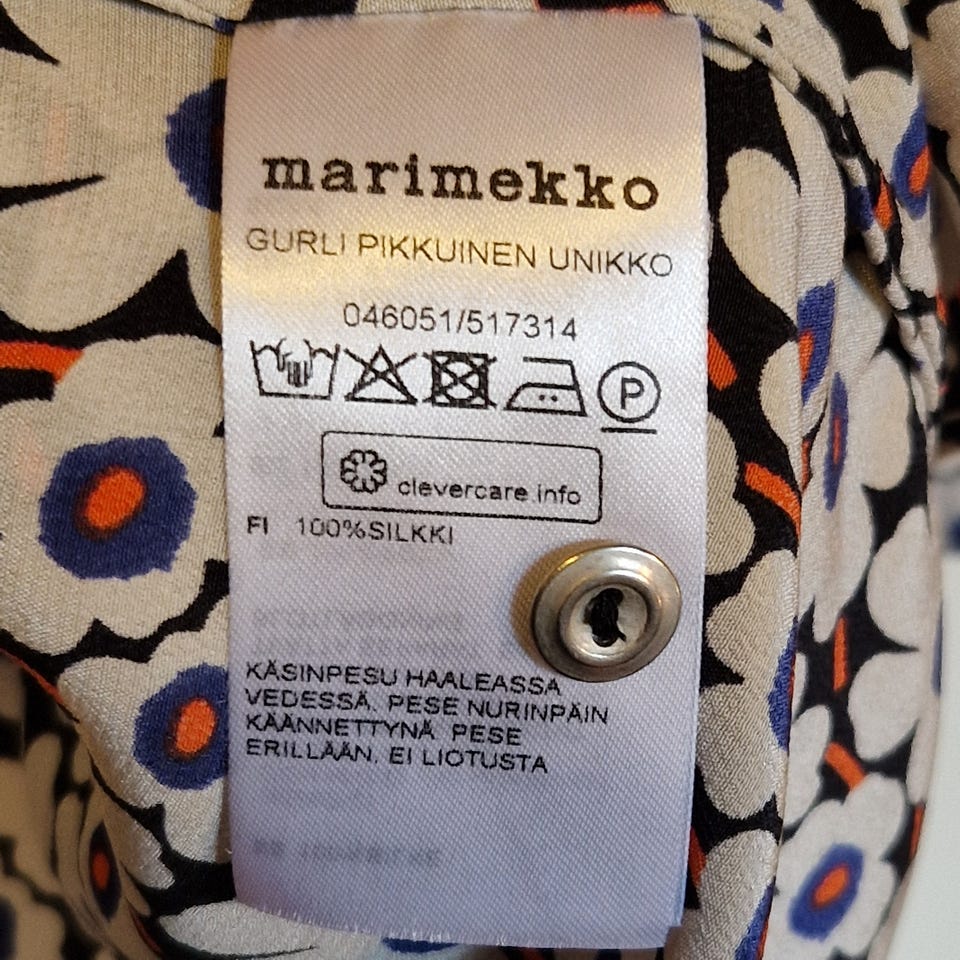 marimekko
GURLI PIKKUINEN UNIKKO
046051/517314
P
clevercare.info
FI 100%SILKKI
KÄSINPESU HAALEASSA
VEDESSÄ. PESE NURINPÄIN
KÄÄNNETTYNÄ. PESE
ERILLÄÄN. EI LIOTUSTA